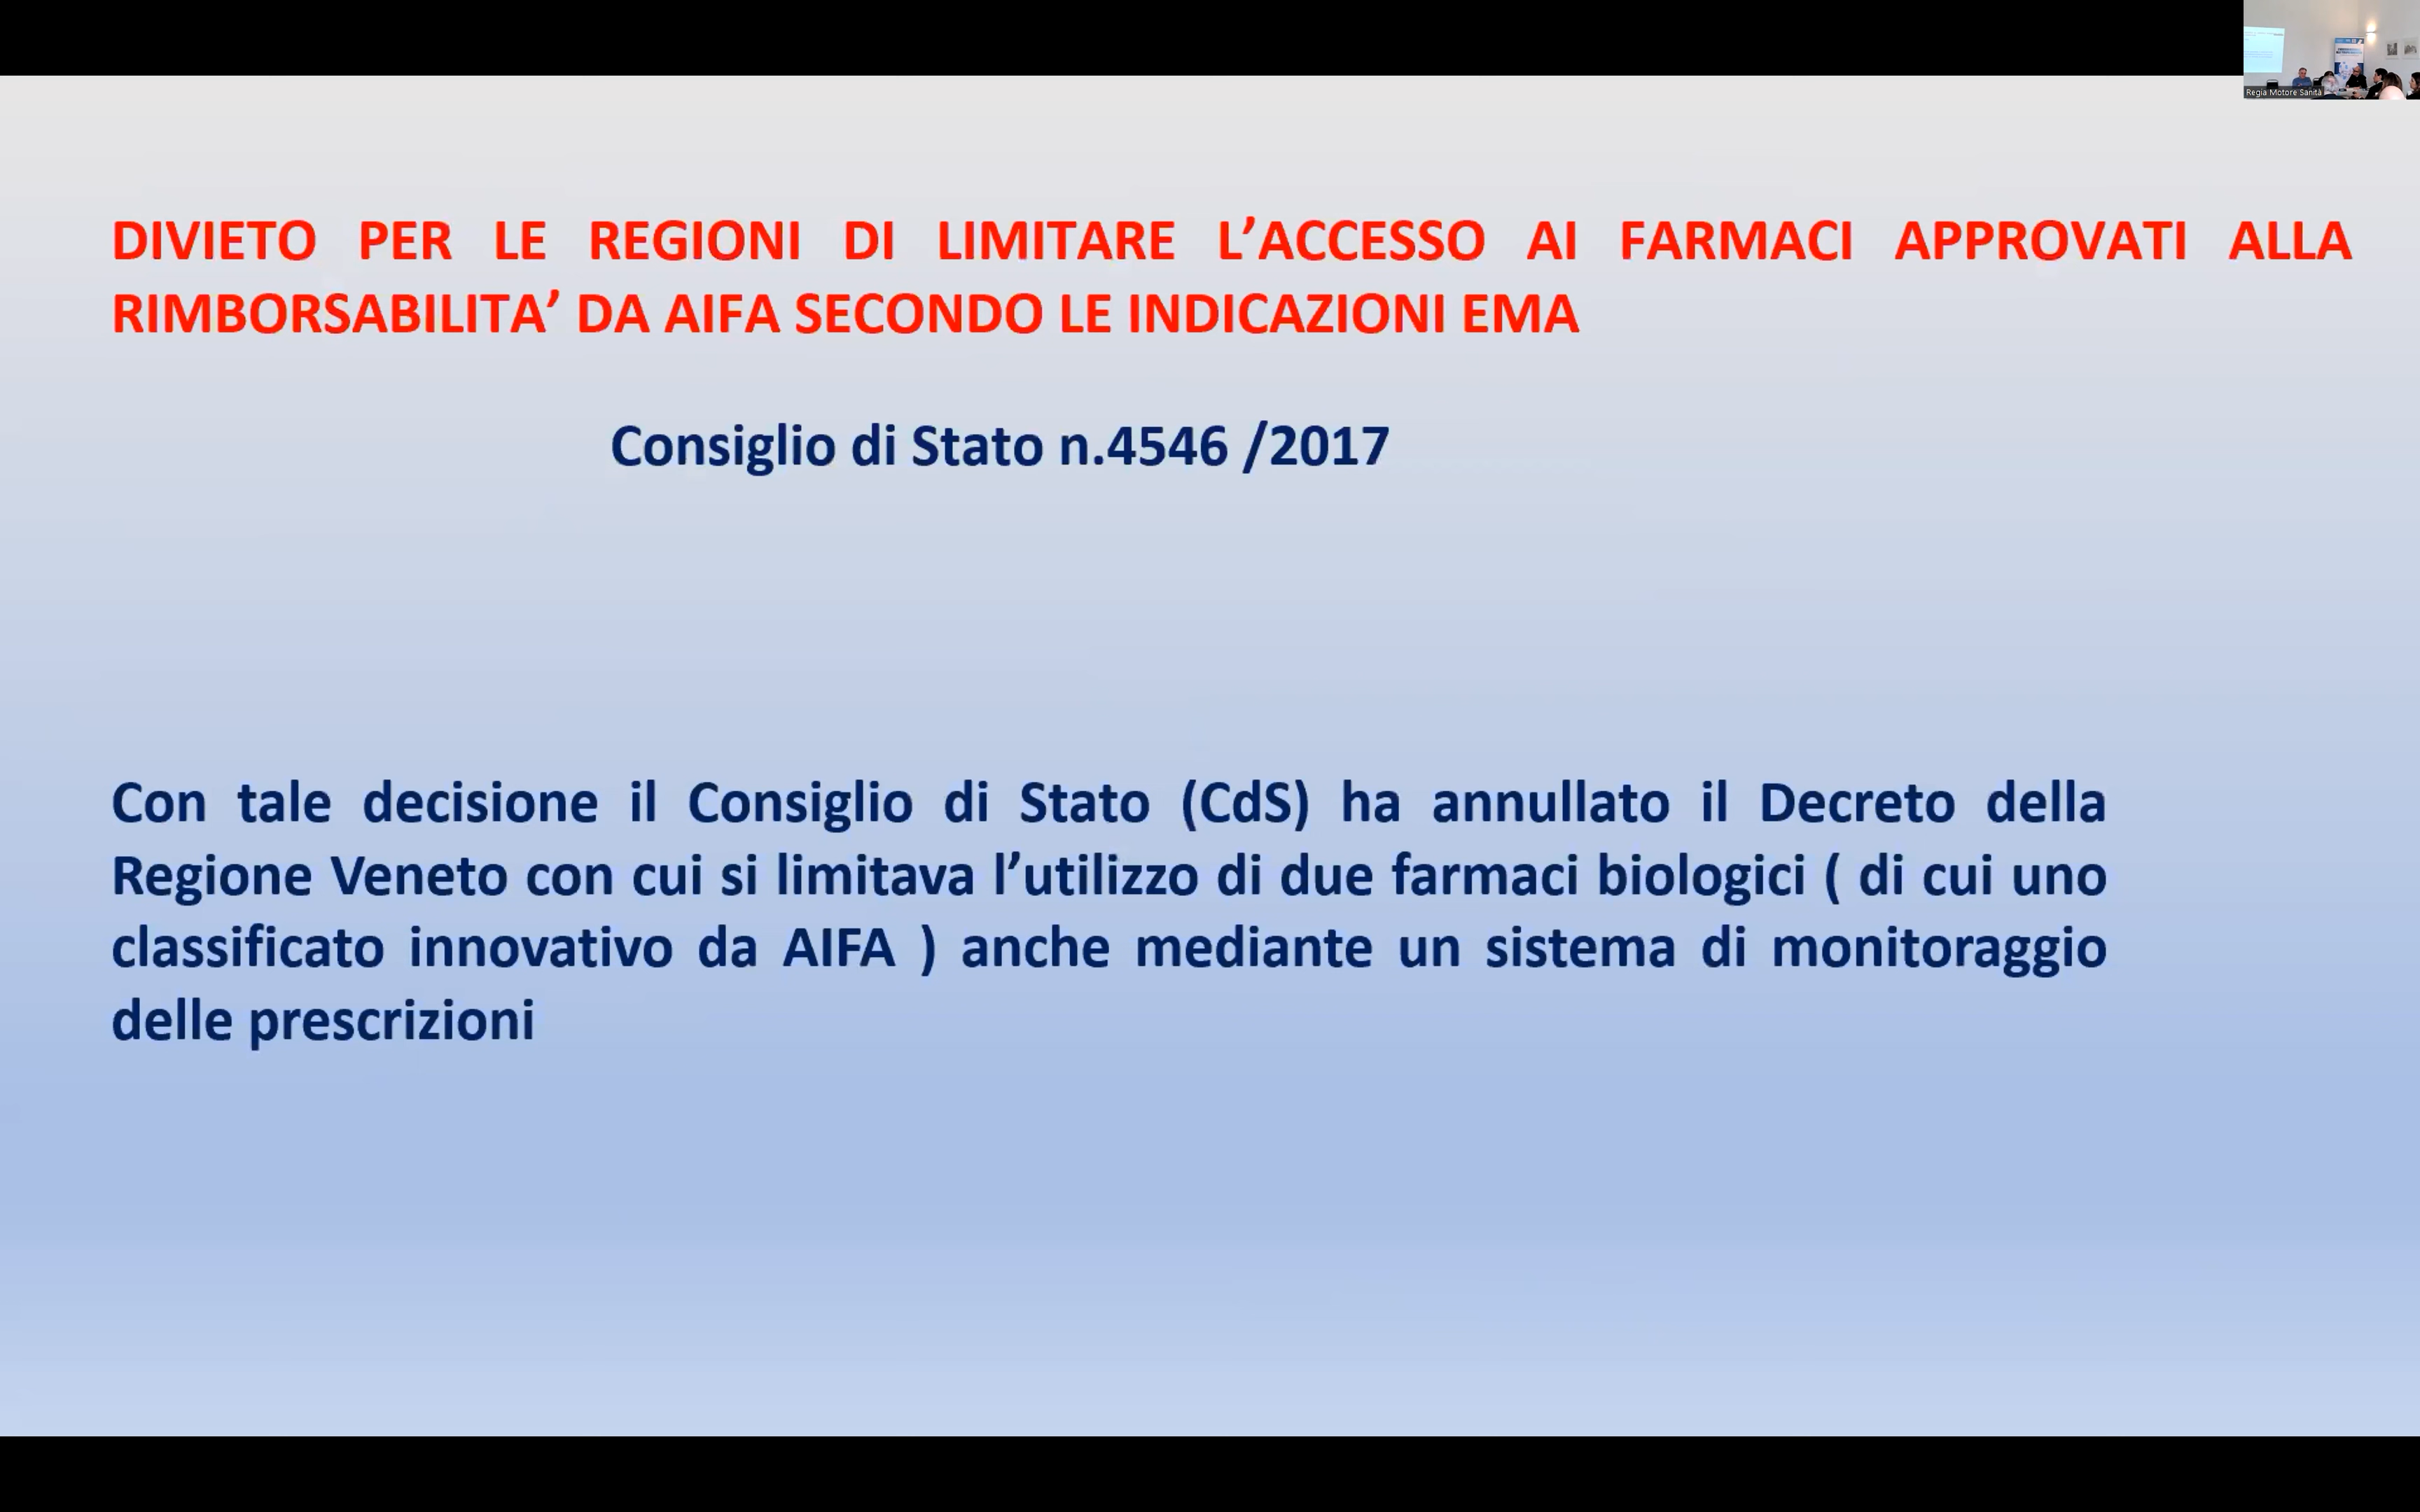 DIVIETO PER LE REGIONI DI LIMITARE L’ACCESSO AI FARMACI APPROVATI ALLA
RIMBORSABILITA’ DA AIFA SECONDO LE INDICAZIONI EMA
Consiglio di Stato n.4546 /2017
Con tale decisione il Consiglio di Stato (CdS) ha annullato il Decreto della
Regione Veneto con cui si limitava l’utilizzo di due farmaci biologici ( di cui uno
classificato innovativo da AIFA ) anche mediante un sistema di monitoraggio
delle prescrizioni
Regia Motore Sanità